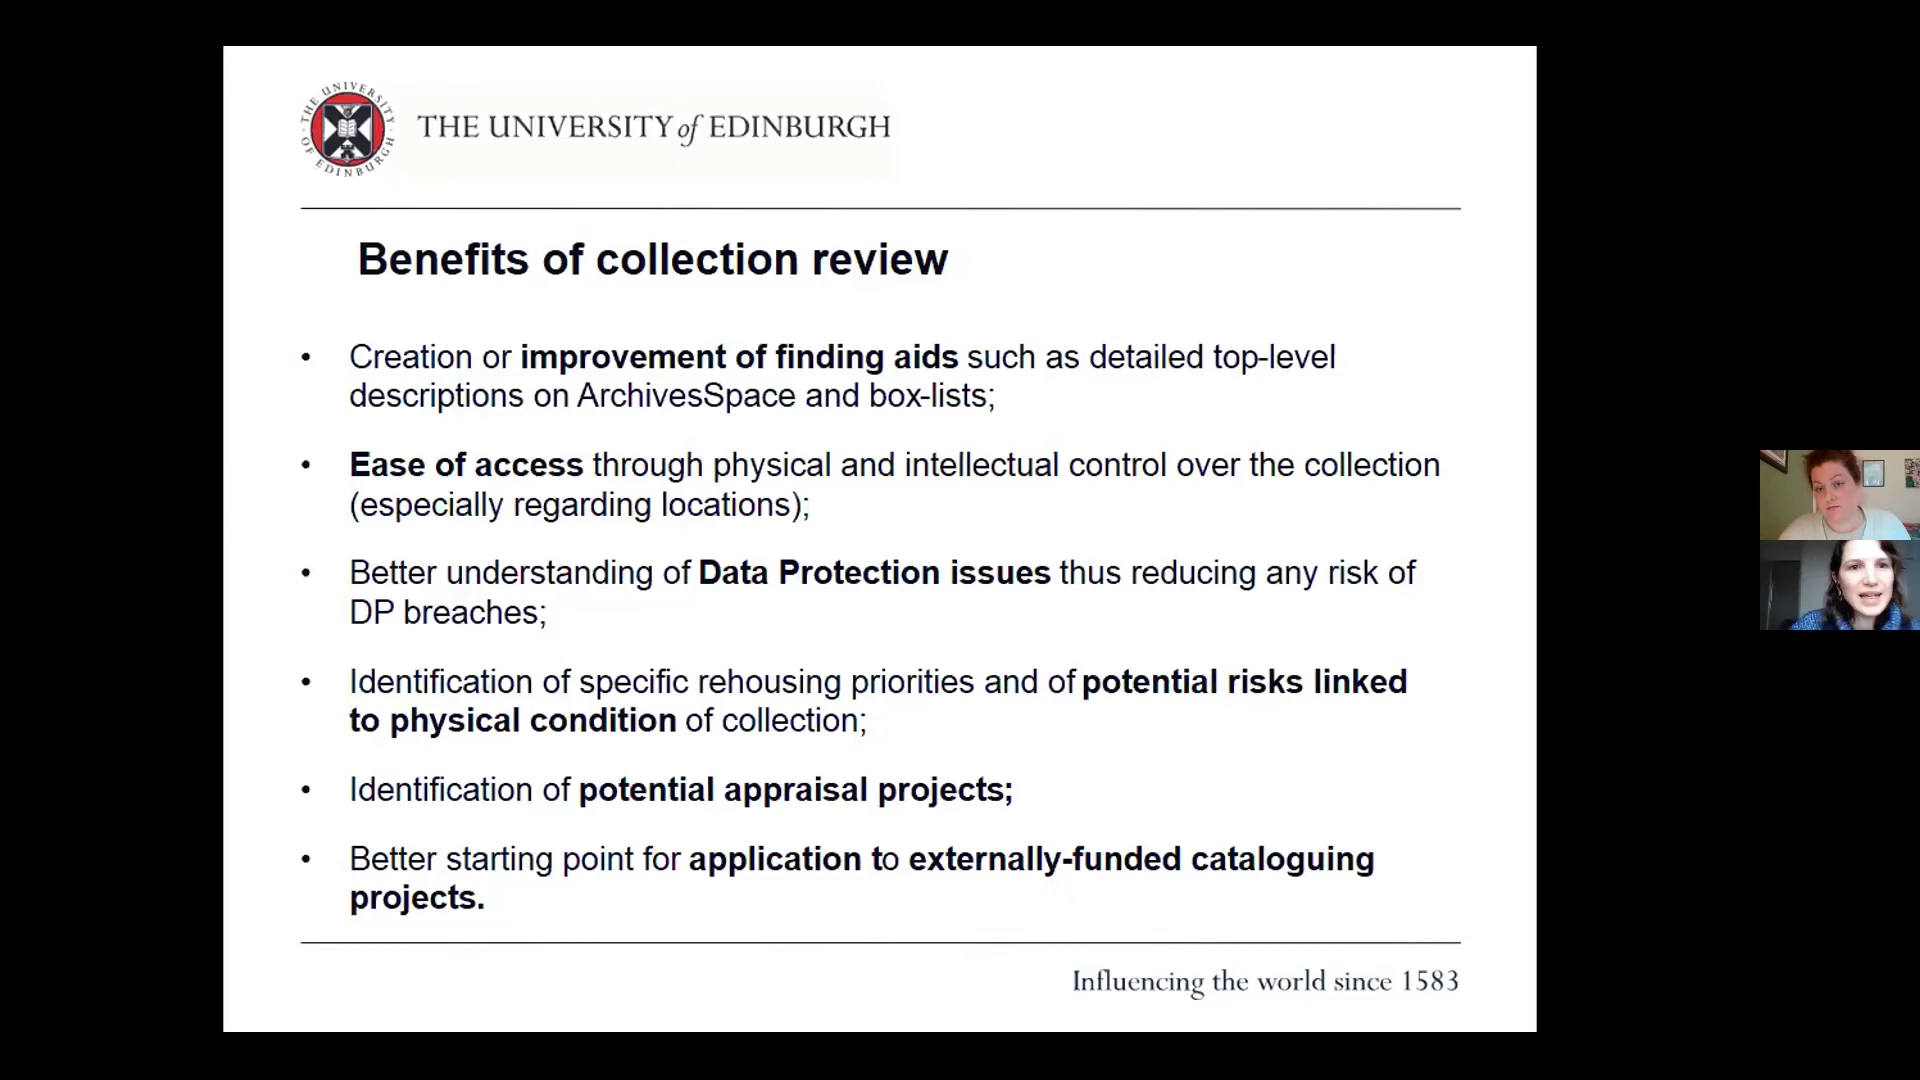 THE UNIVERSITY OF EDINBURGH
THE UNIVERSITY of EDINBURGH
Benefits of collection review
• Creation or improvement of finding aids such as detailed top-level
descriptions on ArchivesSpace and box-lists;
• Ease of access through physical and intellectual control over the collection
(especially regarding locations);
• Better understanding of Data Protection issues thus reducing any risk of
DP breaches;
• Identification of specific rehousing priorities and of potential risks linked
to physical condition of collection;
• Identification of potential appraisal projects;
• Better starting point for application to externally-funded cataloguing
projects.
Influencing the world since 1583